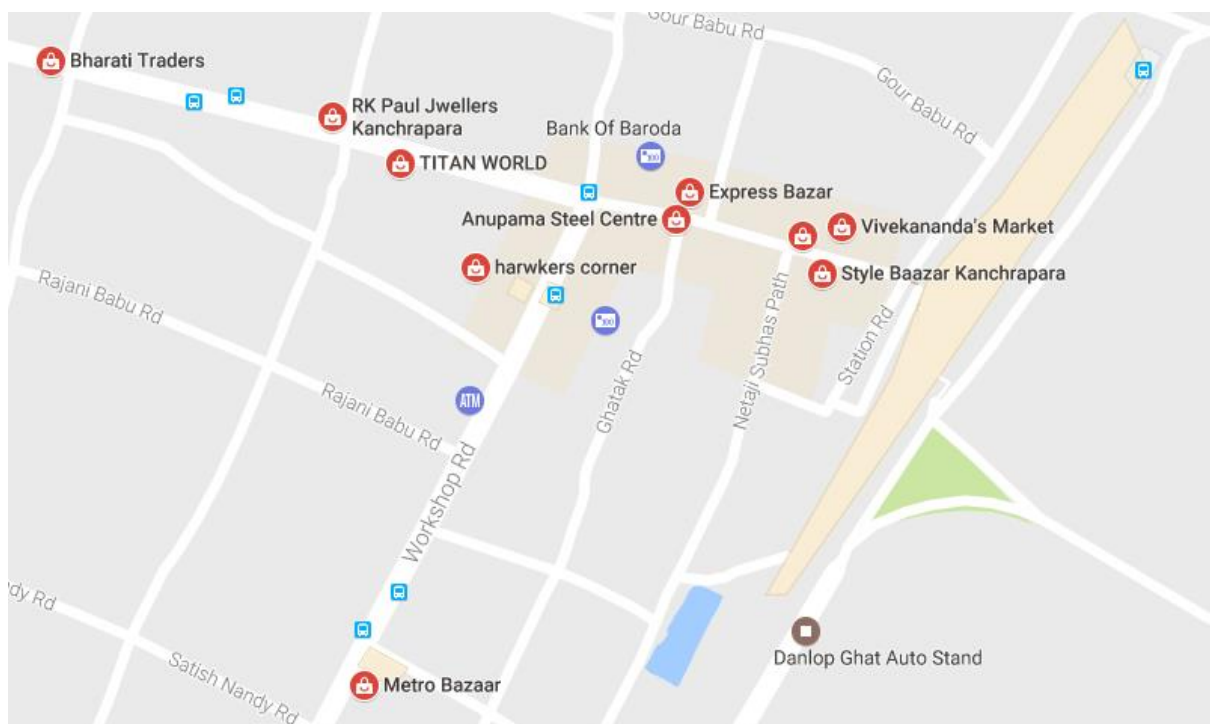 Gour Babu Rd
Bharati Traders
Gour Babu Rd
RK Paul Jwellers
Kanchrapara
Bank Of Baroda
100
TITAN WORLD
Express Bazar
Anupama Steel Centre
Vivekananda's Market
harwkers corner
Style Baazar Kanchrapara
Rajani Babu Rd
100
Netaji Subhas Path
Station Rd
Ghatak Rd
Rajani Babu Rd
ATM
Workshop Rd
dy Rd
Satish Nandy Rd
Danlop Ghat Auto Stand
Metro Bazaar